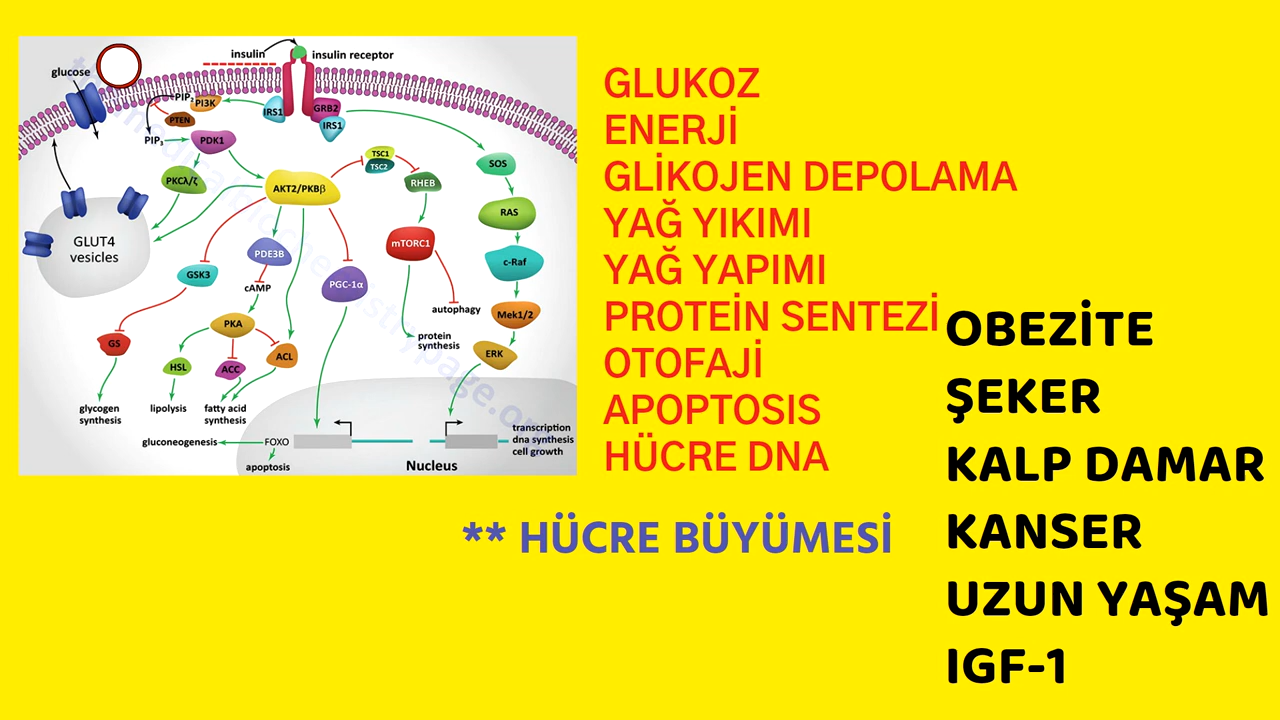 insulin
insulin receptor
glucose
PIP2
PI3K
IRS1
GRB2
IRS1
PTEN
PIP3
PDK1
TSC1
TSC2
SOS
PKCλ/ζ
AKT2/PKBβ
RHEB
RAS
GLUT4
vesicles
GSK3
PDE3B
cAMP
PGC-1α
mTORC1
c-Raf
autophagy
Mek1/2
GS
PKA
protein
synthesis
HSL
ACC
ACL
ERK
glycogen
synthesis
lipolysis
fatty acid
synthesis
gluconeogenesis
FOXO
apoptosis
transcription
dna synthesis
cell growth
Nucleus
GLUKOZ
ENERJİ
GLİKOJEN DEPOLAMA
YAĞ YIKIMI
YAĞ YAPIMI
PROTEİN SENTEZİ
OTOFAJİ
APOPTOSIS
HÜCRE DNA
** HÜCRE BÜYÜMESİ
OBEZİTE
ŞEKER
KALP DAMAR
KANSER
UZUN YAŞAM
IGF-1